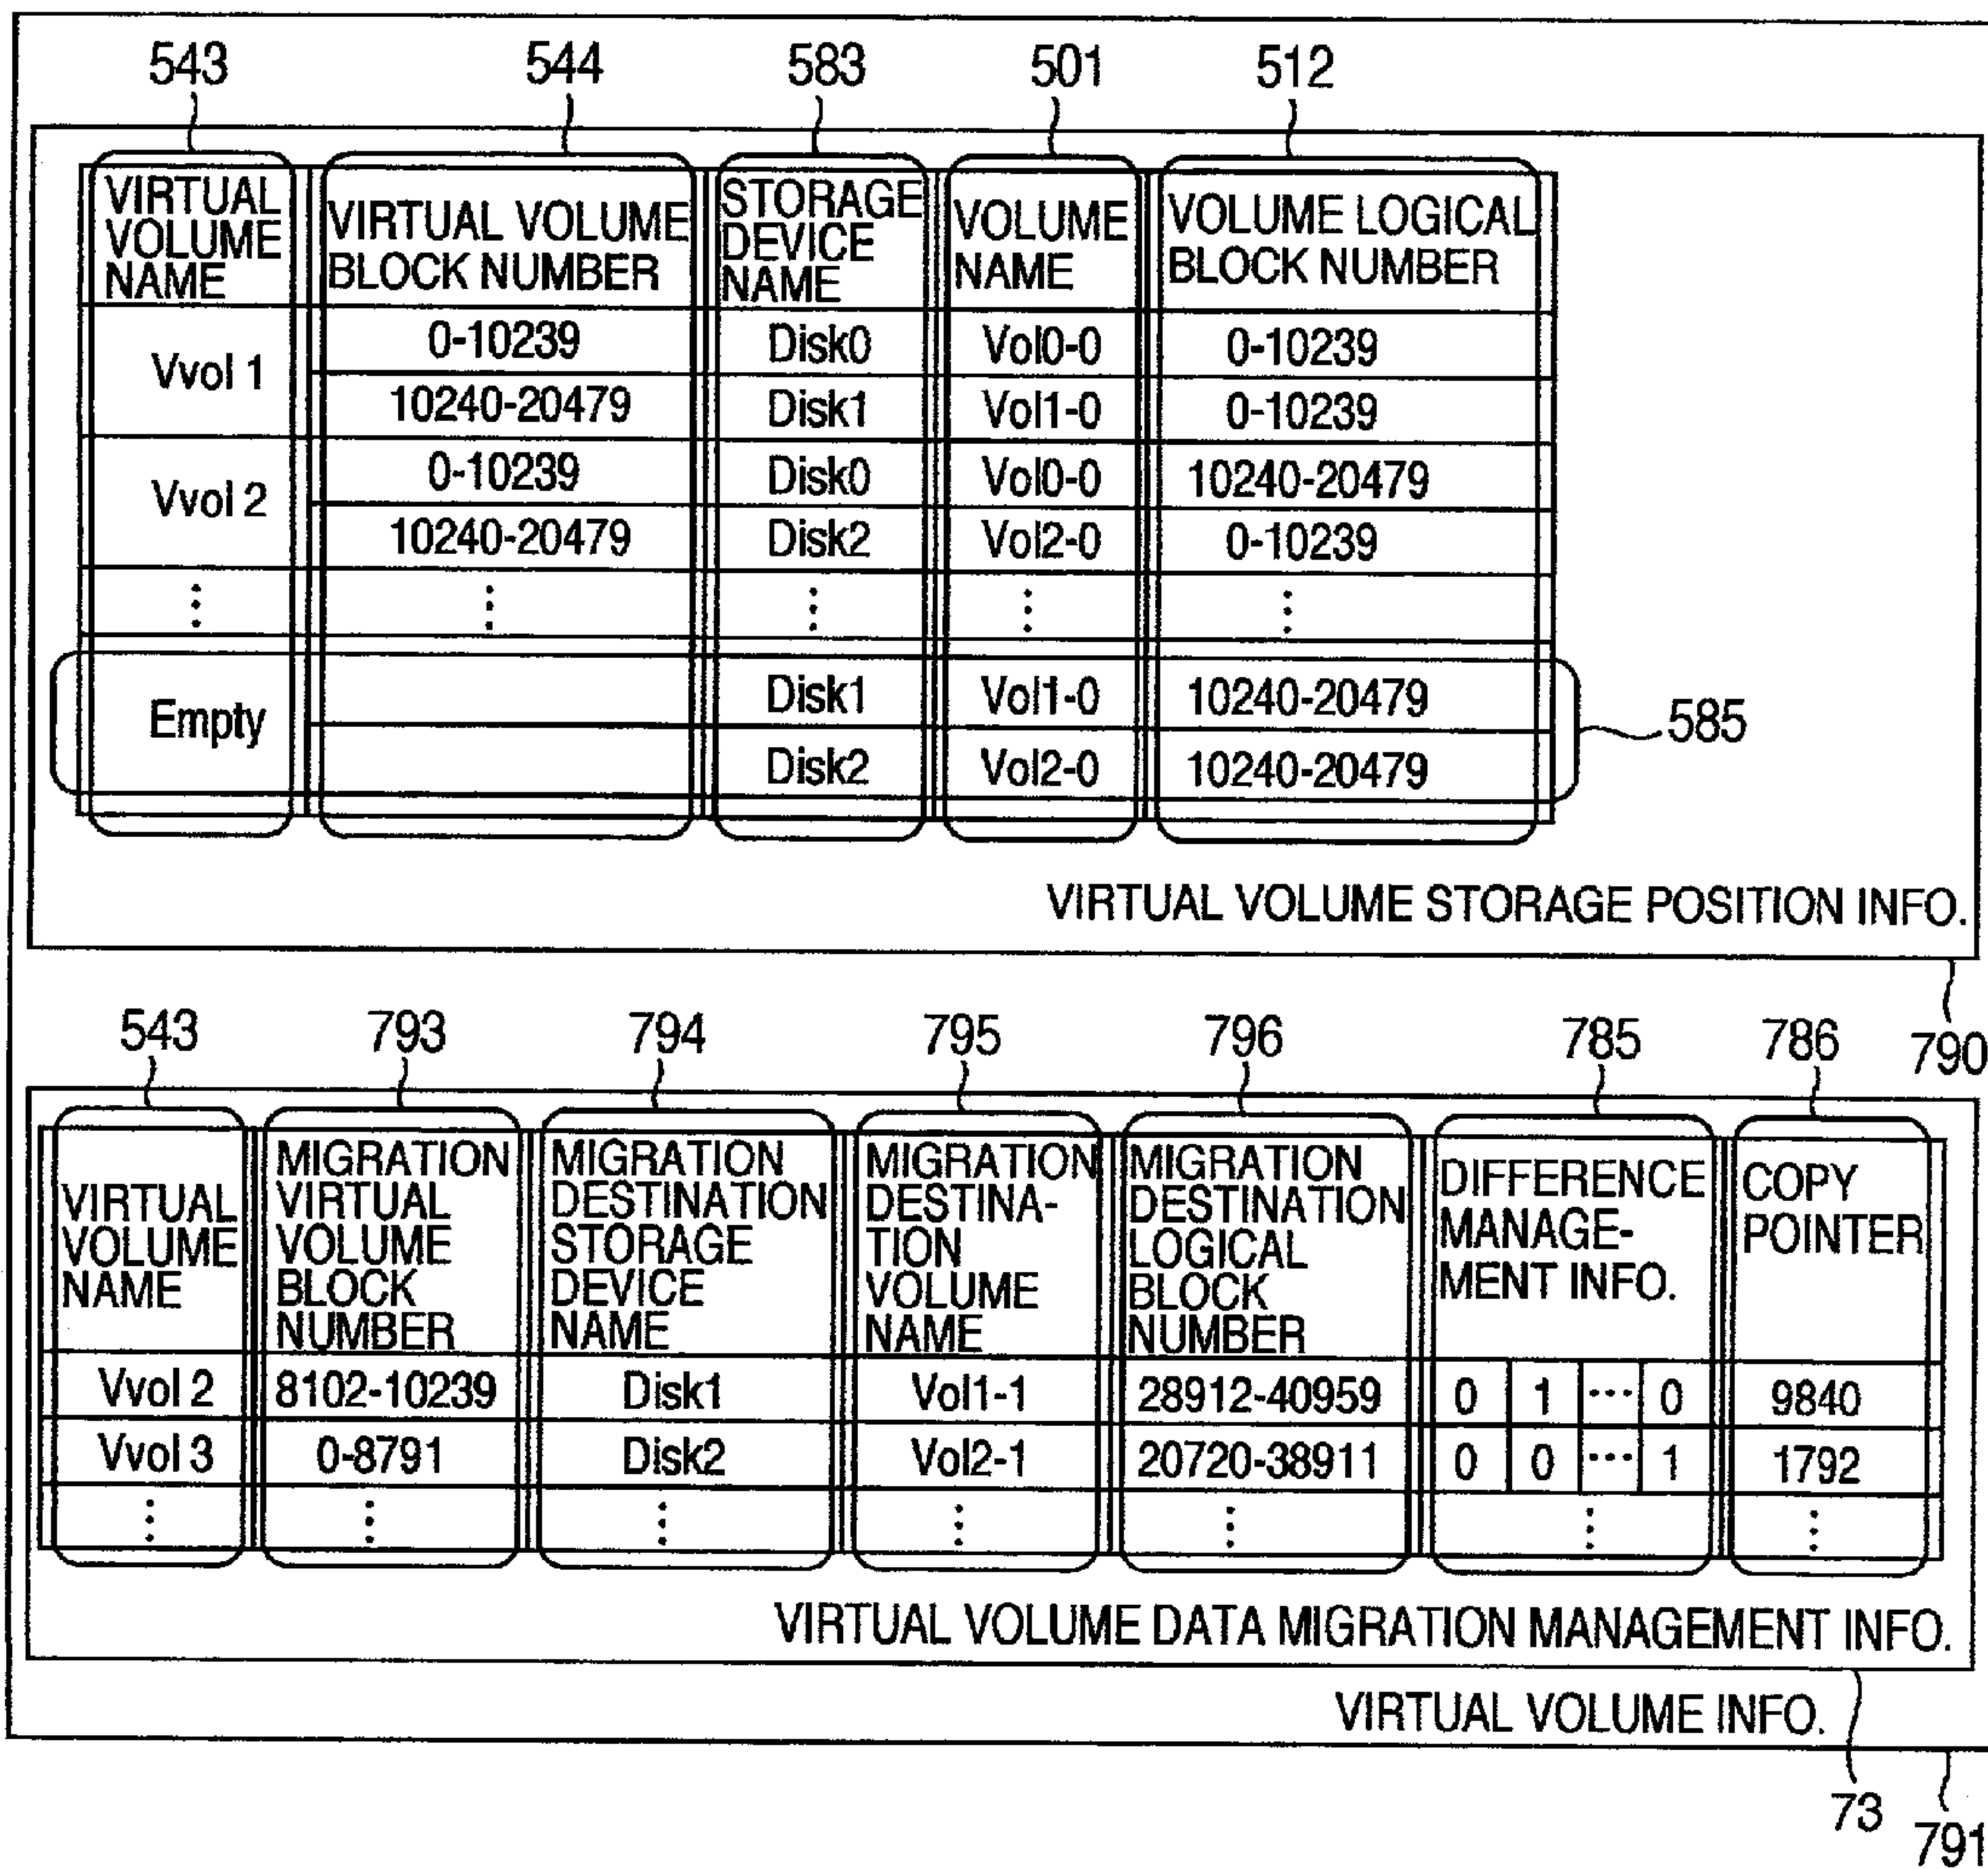 543 544 583 501 512
VIRTUAL VOLUME NAME VIRTUAL VOLUME BLOCK NUMBER STORAGE DEVICE NAME VOLUME NAME VOLUME LOGICAL BLOCK NUMBER
Vvol 1 0-10239 Disk0 Vol0-0 0-10239
10240-20479 Disk1 Vol1-0 0-10239
Vvol 2 0-10239 Disk0 Vol0-0 10240-20479
10240-20479 Disk2 Vol2-0 0-10239
⋮ ⋮ ⋮ ⋮ ⋮
Empty Disk1 Vol1-0 10240-20479
Disk2 Vol2-0 10240-20479
585
VIRTUAL VOLUME STORAGE POSITION INFO.
790
543 793 794 795 796 785 786
VIRTUAL VOLUME NAME MIGRATION VIRTUAL VOLUME BLOCK NUMBER MIGRATION DESTINATION STORAGE DEVICE NAME MIGRATION DESTINA-TION VOLUME NAME MIGRATION DESTINATION LOGICAL BLOCK NUMBER DIFFERENCE MANAGE-MENT INFO. COPY POINTER
Vvol 2 8102-10239 Disk1 Vol1-1 28912-40959 0 1 ··· 0 9840
Vvol 3 0-8791 Disk2 Vol2-1 20720-38911 0 0 ··· 1 1792
⋮ ⋮ ⋮ ⋮ ⋮ ⋮ ⋮
VIRTUAL VOLUME DATA MIGRATION MANAGEMENT INFO.
VIRTUAL VOLUME INFO.
73
791